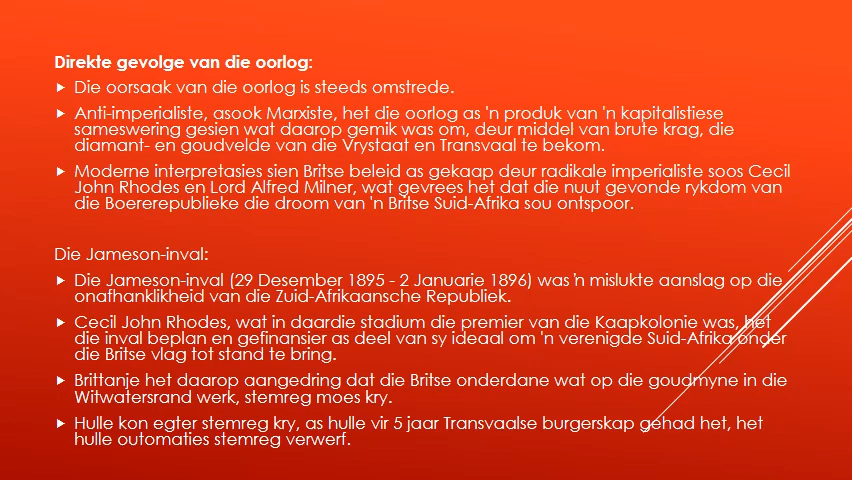 Direkte gevolge van die oorlog:
Die oorsaak van die oorlog is steeds omstrede.
Anti-imperialiste, asook Marxiste, het die oorlog as 'n produk van 'n kapitalistiese
sameswering gesien wat daarop gemik was om, deur middel van brute krag, die
diamant- en goudvelde van die Vrystaat en Transvaal te bekom.
Moderne interpretasies sien Britse beleid as gekaap deur radikale imperialiste soos Cecil
John Rhodes en Lord Alfred Milner, wat gevrees het dat die nuut gevonde rykdom van
die Boererepublieke die droom van 'n Britse Suid-Afrika sou ontspoor.
Die Jameson-inval:
Die Jameson-inval (29 Desember 1895 - 2 Januarie 1896) was ŉ mislukte aanslag op die
onafhanklikheid van die Zuid-Afrikaansche Republiek.
Cecil John Rhodes, wat in daardie stadium die premier van die Kaapkolonie was, het
die inval beplan en gefinansier as deel van sy ideaal om 'n verenigde Suid-Afrika onder
die Britse vlag tot stand te bring.
Brittanje het daarop aangedring dat die Britse onderdane wat op die goudmyne in die
Witwatersrand werk, stemreg moes kry.
Hulle kon egter stemreg kry, as hulle vir 5 jaar Transvaalse burgerskap gehad het, het
hulle outomaties stemreg verwerf.